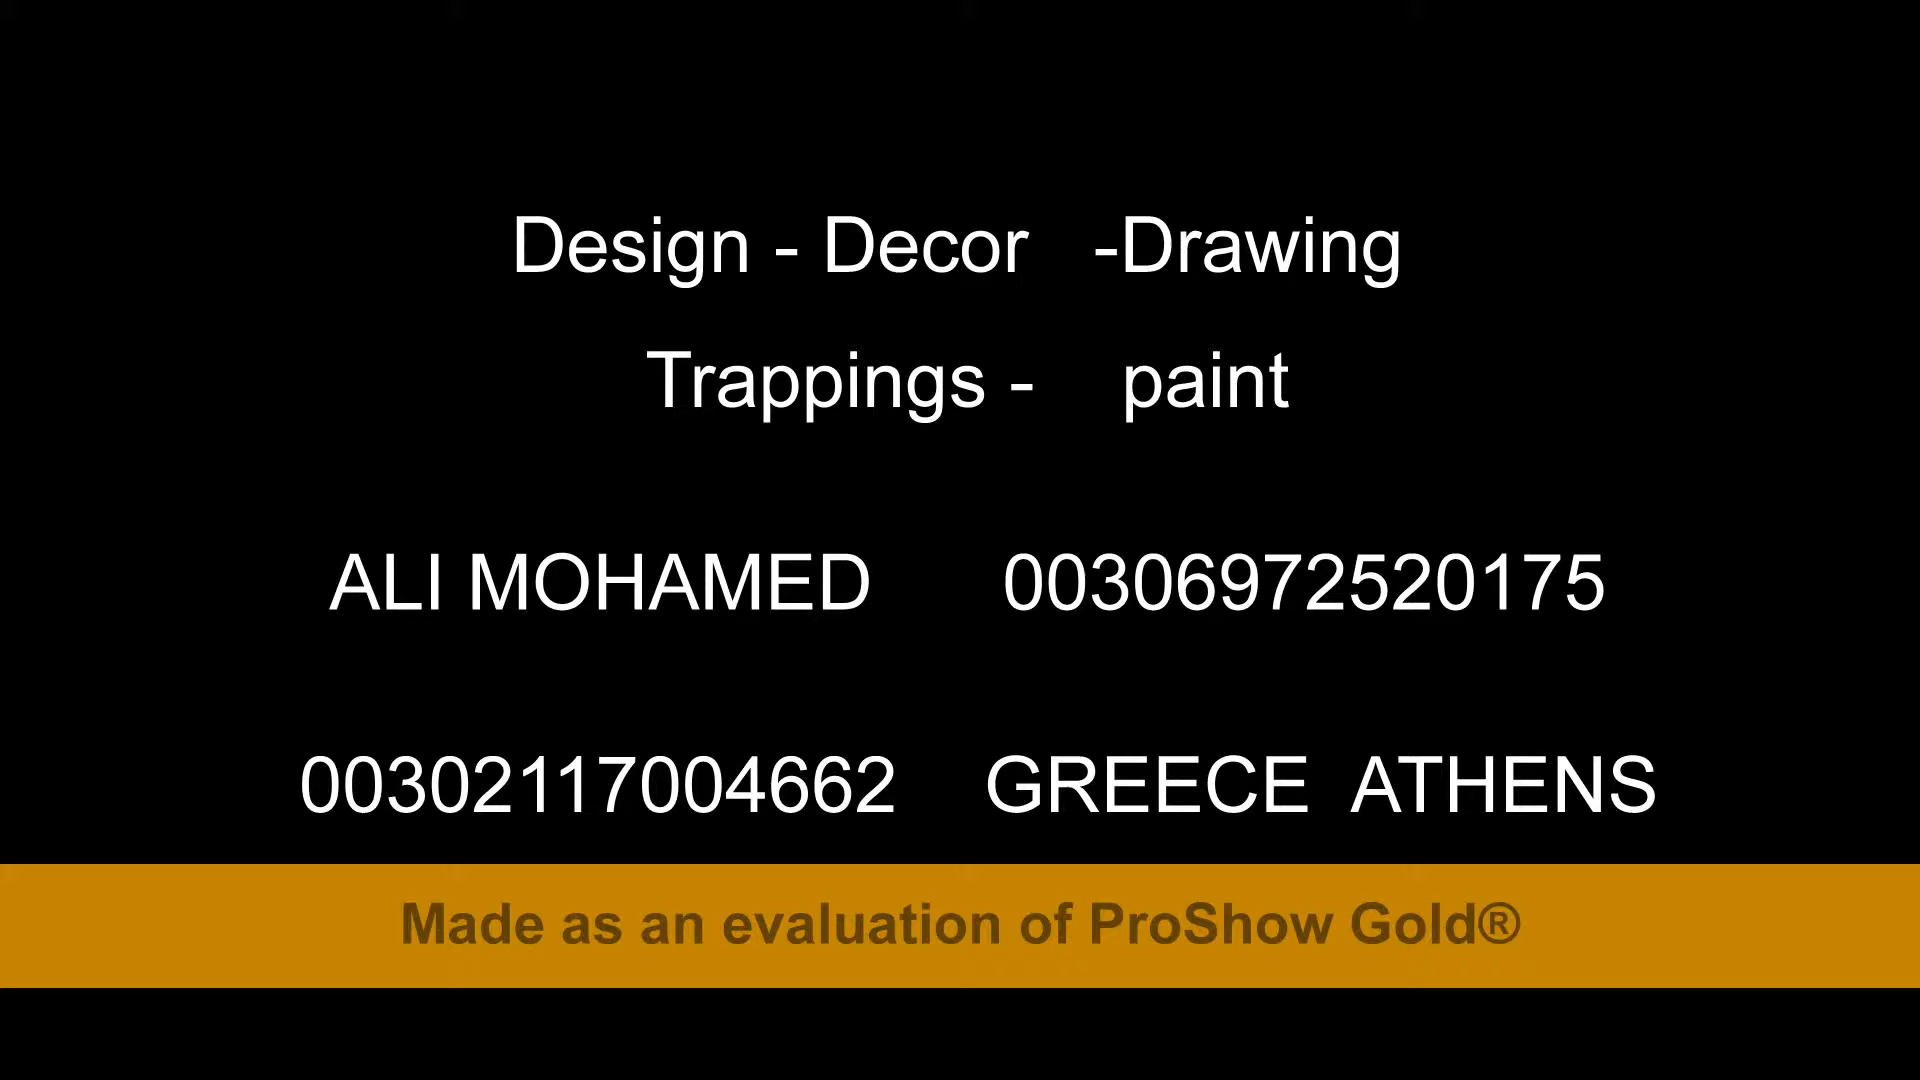 Design - Decor -Drawing
Trappings - paint
ALI MOHAMED 00306972520175
00302117004662 GREECE ATHENS
Made as an evaluation of ProShow Gold®